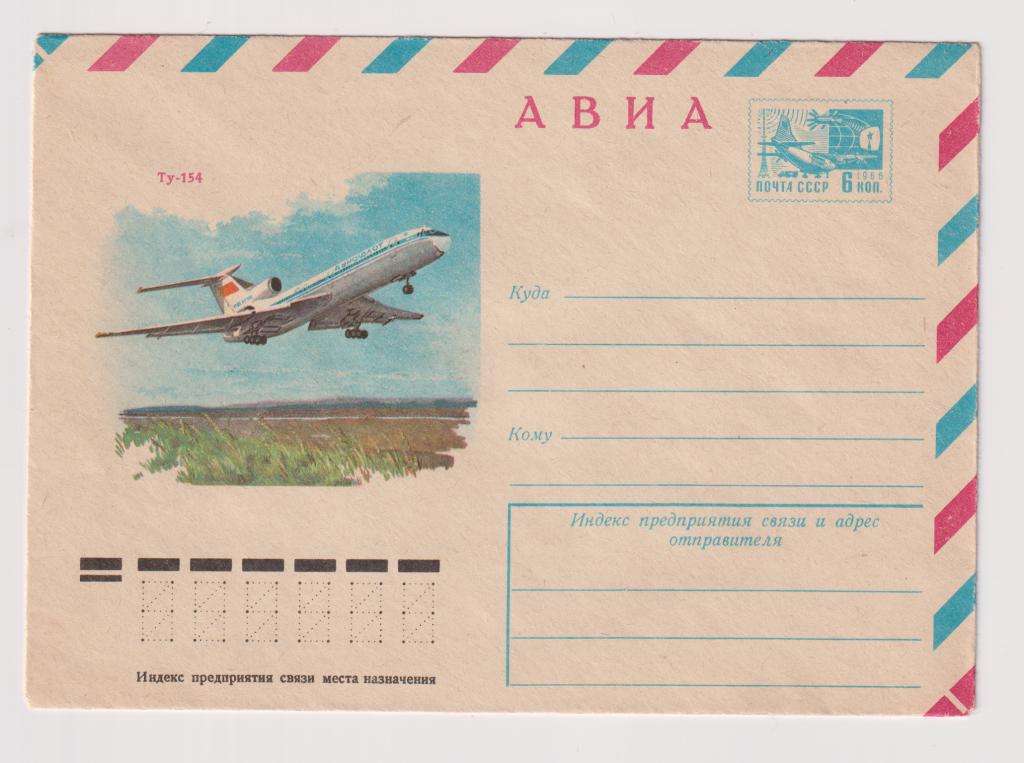 АВИА
1966
ПОЧТА СССР 6 КОП.
Ту-154
АЭРОФЛОТ
Куда
Кому
Индекс предприятия связи и адрес
отправителя
Индекс предприятия связи места назначения